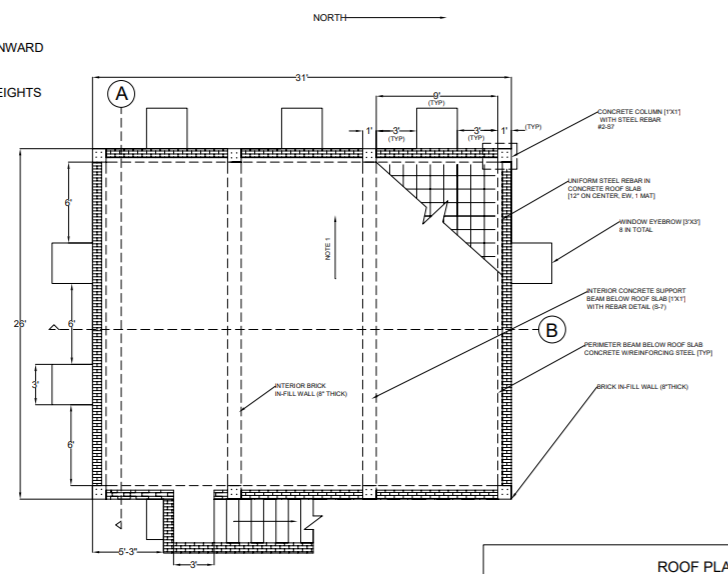 NORTH
NWARD
EIGHTS
A
31'
9'
(TYP)
1'
3'
(TYP)
3'
(TYP)
1'
(TYP)
CONCRETE COLUMN [1'X1']
WITH STEEL REBAR
#2-S7
UNIFORM STEEL REBAR IN
CONCRETE ROOF SLAB
[12" ON CENTER, EW, 1 MAT]
6'
WINDOW EYEBROW [3'X3']
8 IN TOTAL
NOTE 1
26'
6'
INTERIOR CONCRETE SUPPORT
BEAM BELOW ROOF SLAB [1'X1']
WITH REBAR DETAIL (S-7)
B
PERIMETER BEAM BELOW ROOF SLAB
CONCRETE W/REINFORCING STEEL [TYP]
3'
INTERIOR BRICK
IN-FILL WALL (8" THICK)
BRICK IN-FILL WALL (8"THICK)
6'
5'-3"
3'
ROOF PLA